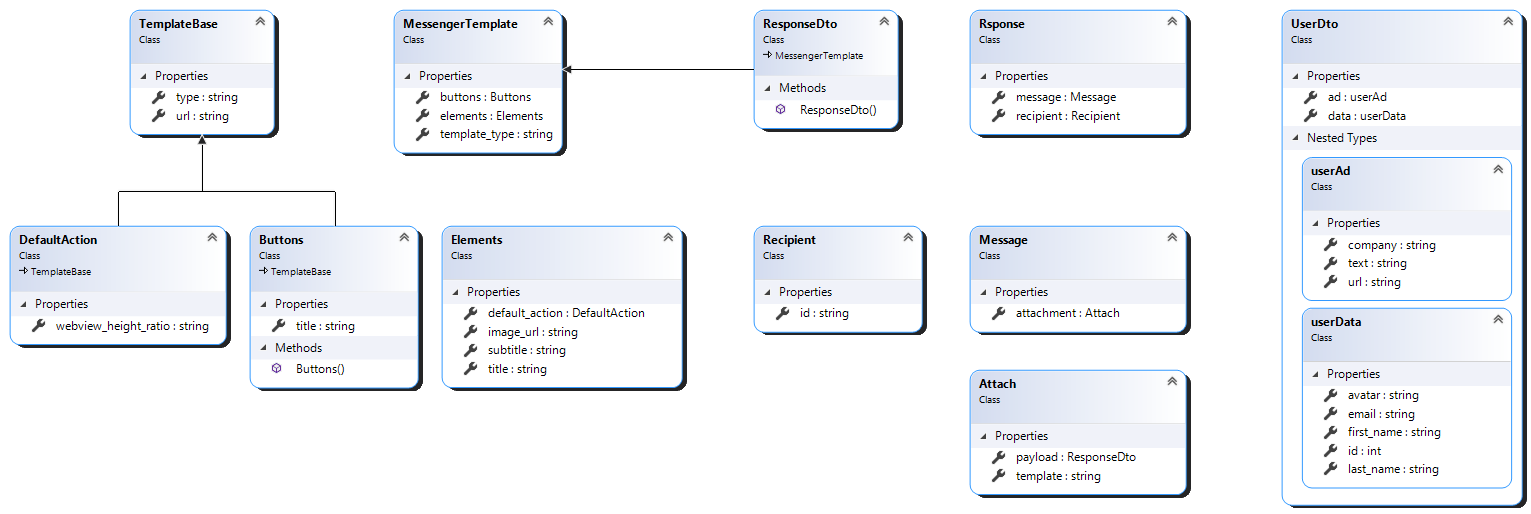 TemplateBase
Class
Properties
type : string
url : string
MessengerTemplate
Class
Properties
buttons : Buttons
elements : Elements
template_type : string
ResponseDto
Class
MessengerTemplate
Methods
ResponseDto()
Rsponse
Class
Properties
message : Message
recipient : Recipient
UserDto
Class
Properties
ad : userAd
data : userData
Nested Types
userAd
Class
Properties
company : string
text : string
url : string
userData
Class
Properties
avatar : string
email : string
first_name : string
id : int
last_name : string
DefaultAction
Class
TemplateBase
Properties
webview_height_ratio : string
Buttons
Class
TemplateBase
Properties
title : string
Methods
Buttons()
Elements
Class
Properties
default_action : DefaultAction
image_url : string
subtitle : string
title : string
Recipient
Class
Properties
id : string
Message
Class
Properties
attachment : Attach
Attach
Class
Properties
payload : ResponseDto
template : string